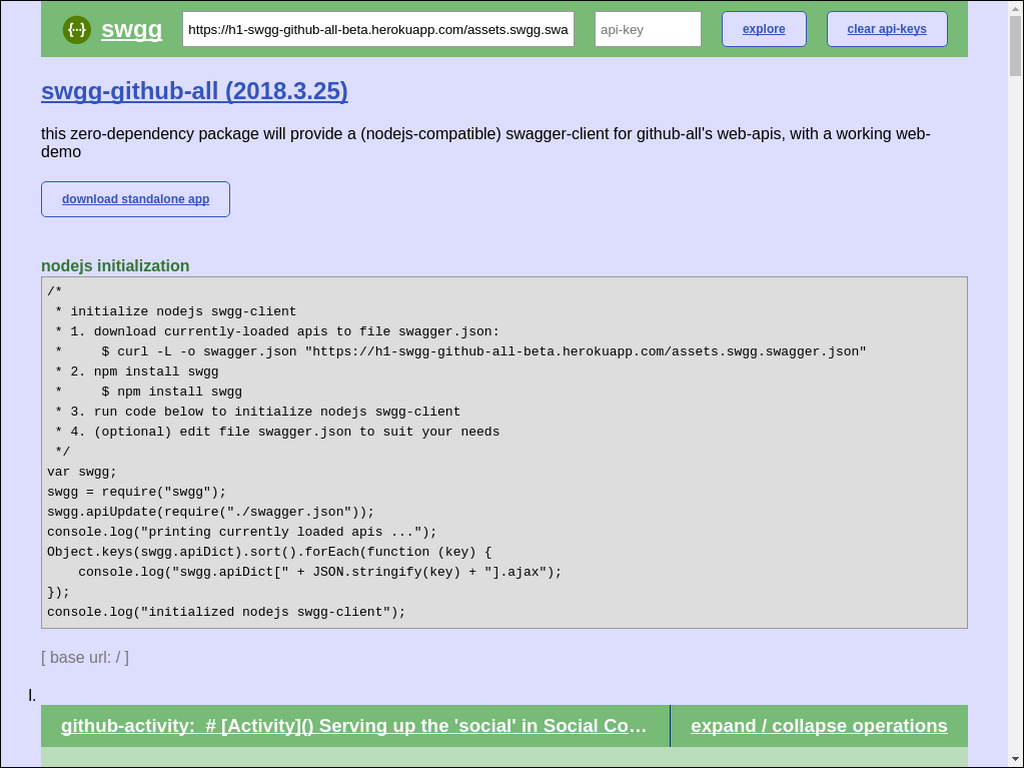 {··} swgg https://h1-swgg-github-all-beta.herokuapp.com/assets.swgg.swa api-key explore clear api-keys
swgg-github-all (2018.3.25)
this zero-dependency package will provide a (nodejs-compatible) swagger-client for github-all's web-apis, with a working web-
demo
download standalone app
nodejs initialization
/*
 * initialize nodejs swgg-client
 * 1. download currently-loaded apis to file swagger.json:
 *     $ curl -L -o swagger.json "https://h1-swgg-github-all-beta.herokuapp.com/assets.swgg.swagger.json"
 * 2. npm install swgg
 *     $ npm install swgg
 * 3. run code below to initialize nodejs swgg-client
 * 4. (optional) edit file swagger.json to suit your needs
 */
var swgg;
swgg = require("swgg");
swgg.apiUpdate(require("./swagger.json"));
console.log("printing currently loaded apis ...");
Object.keys(swgg.apiDict).sort().forEach(function (key) {
    console.log("swgg.apiDict[" + JSON.stringify(key) + "].ajax");
});
console.log("initialized nodejs swgg-client");
[ base url: / ]
I.
github-activity:  # [Activity]() Serving up the 'social' in Social Co… expand / collapse operations